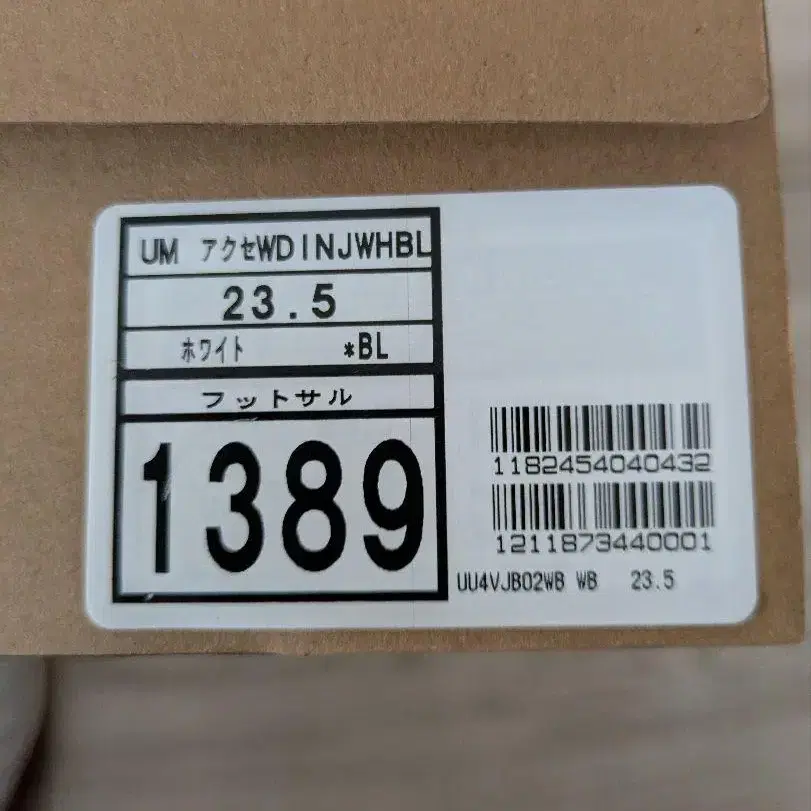 UM アクセWDINJWHBL
23.5
ホワイト *BL
フットサル
1389
1182454040432
1211873440001
UU4VJB02WB WB 23.5